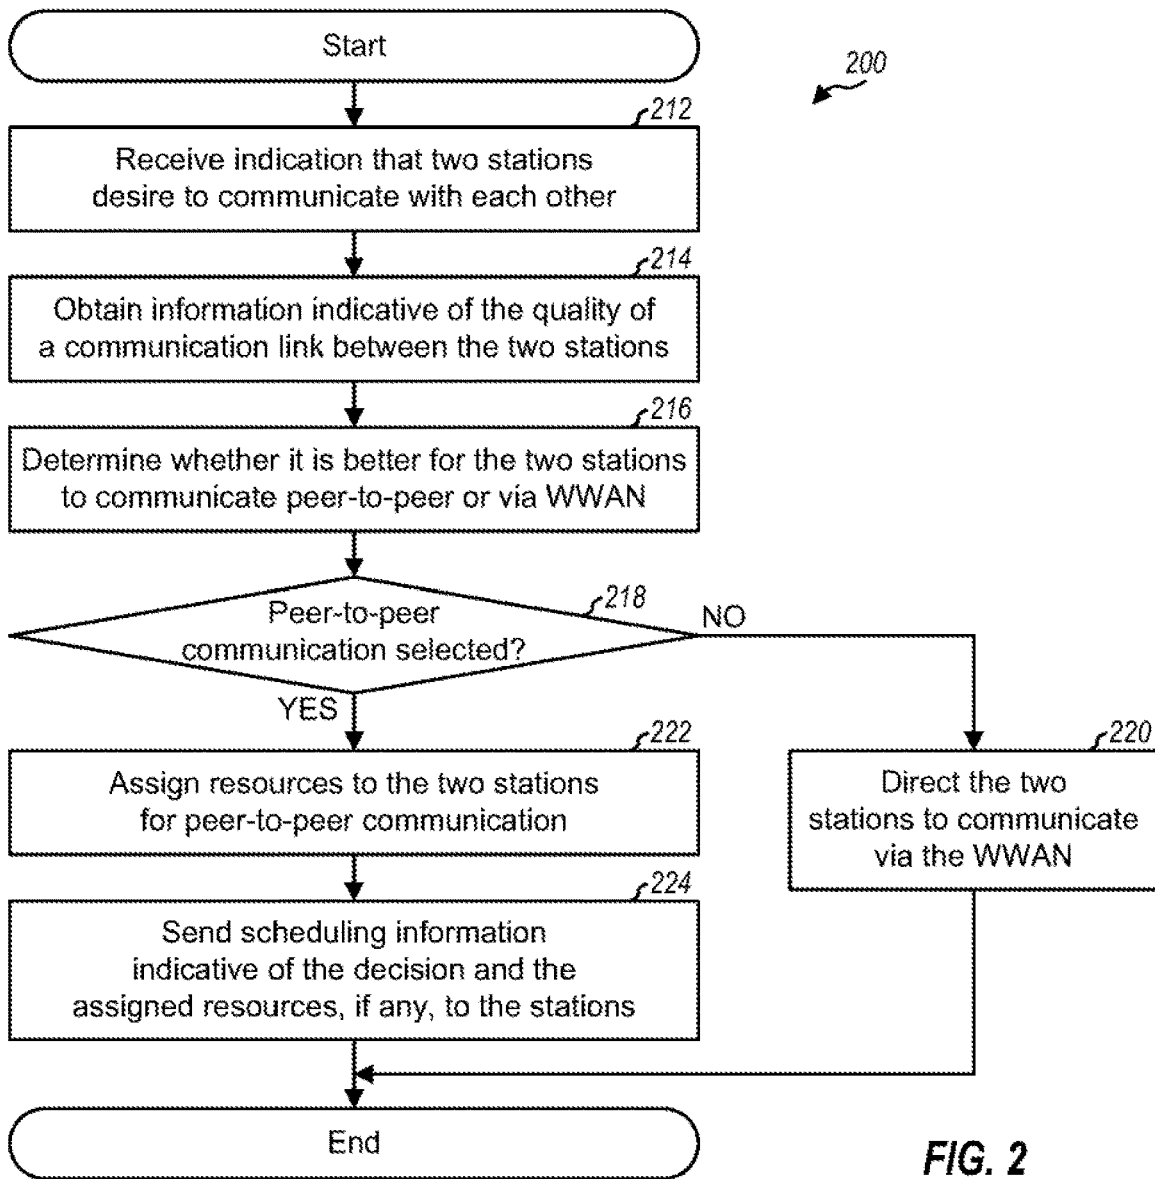 Start
200
212
Receive indication that two stations
desire to communicate with each other
214
Obtain information indicative of the quality of
a communication link between the two stations
216
Determine whether it is better for the two stations
to communicate peer-to-peer or via WWAN
218
Peer-to-peer
communication selected?
NO
YES
222
Assign resources to the two stations
for peer-to-peer communication
220
Direct the two
stations to communicate
via the WWAN
224
Send scheduling information
indicative of the decision and the
assigned resources, if any, to the stations
End
FIG. 2